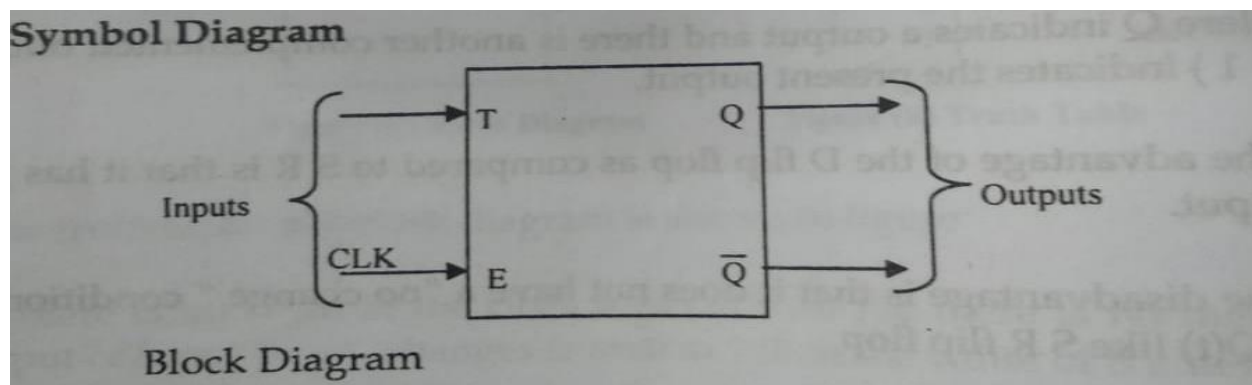 Symbol Diagram
T Q
Inputs Outputs
CLK
E Q̅
Block Diagram